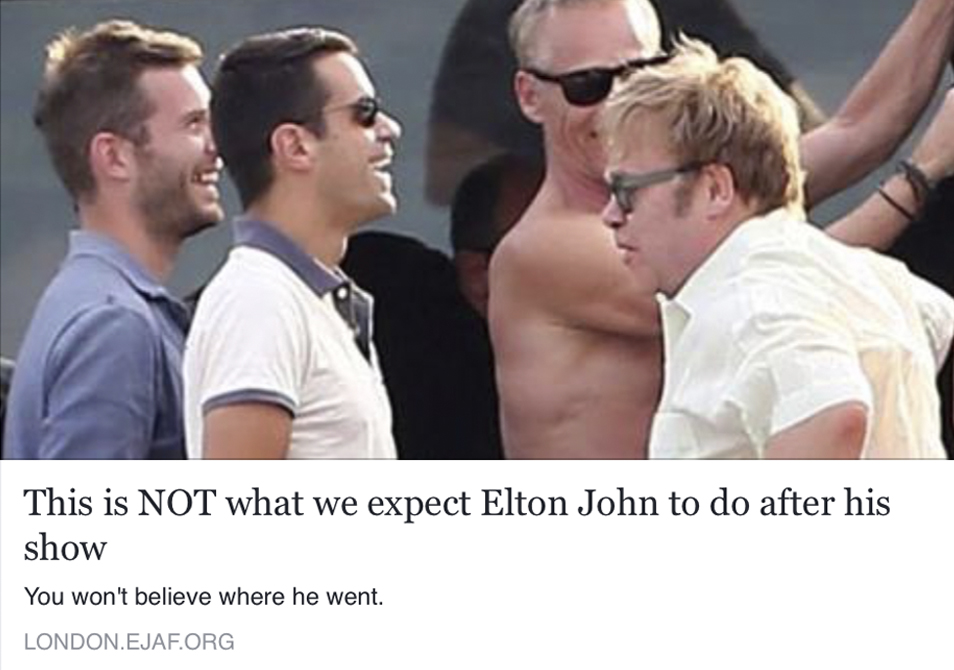 This is NOT what we expect Elton John to do after his
show
You won't believe where he went.
LONDON.EJAF.ORG